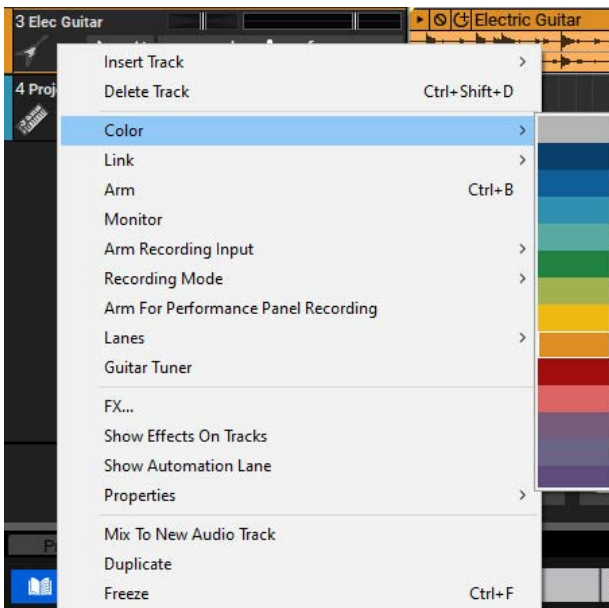 3 Elec Guitar
Electric Guitar
4 Proj
Insert Track
Delete Track Ctrl+Shift+D
Color
Link
Arm Ctrl+B
Monitor
Arm Recording Input
Recording Mode
Arm For Performance Panel Recording
Lanes
Guitar Tuner
FX...
Show Effects On Tracks
Show Automation Lane
Properties
Mix To New Audio Track
Duplicate
Freeze Ctrl+F